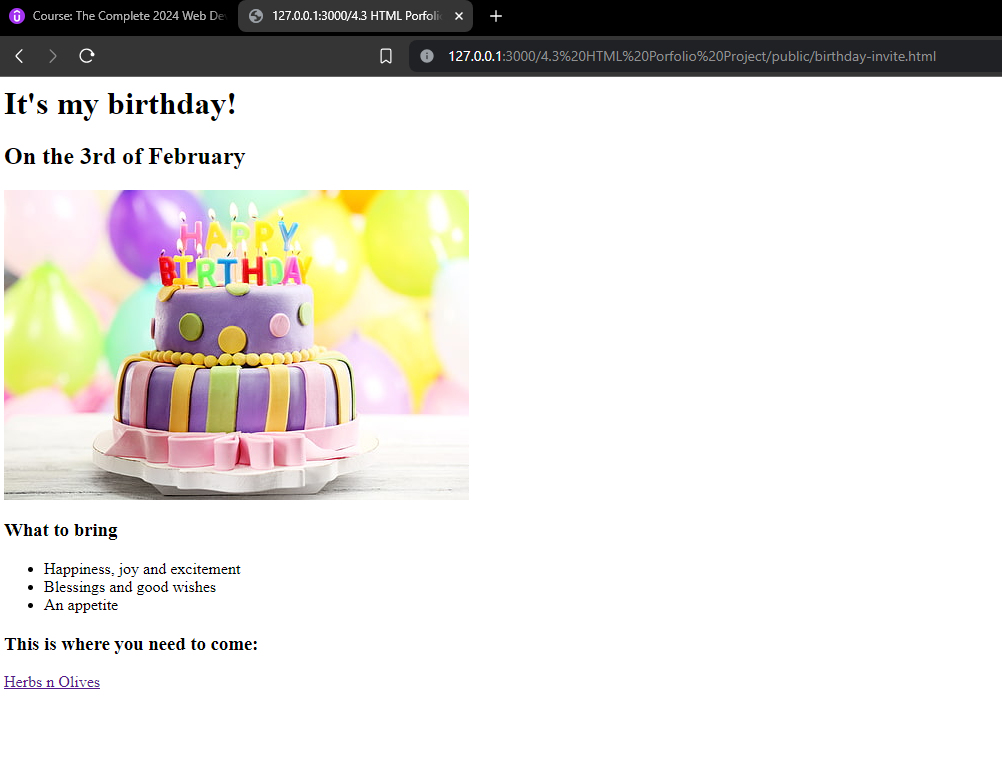 Course: The Complete 2024 Web De
127.0.0.1:3000/4.3 HTML Porfoli
127.0.0.1:3000/4.3%20HTML%20Porfolio%20Project/public/birthday-invite.html
It's my birthday!
On the 3rd of February
HAPPY
BIRTHDAY
What to bring
Happiness, joy and excitement
Blessings and good wishes
An appetite
This is where you need to come:
Herbs n Olives